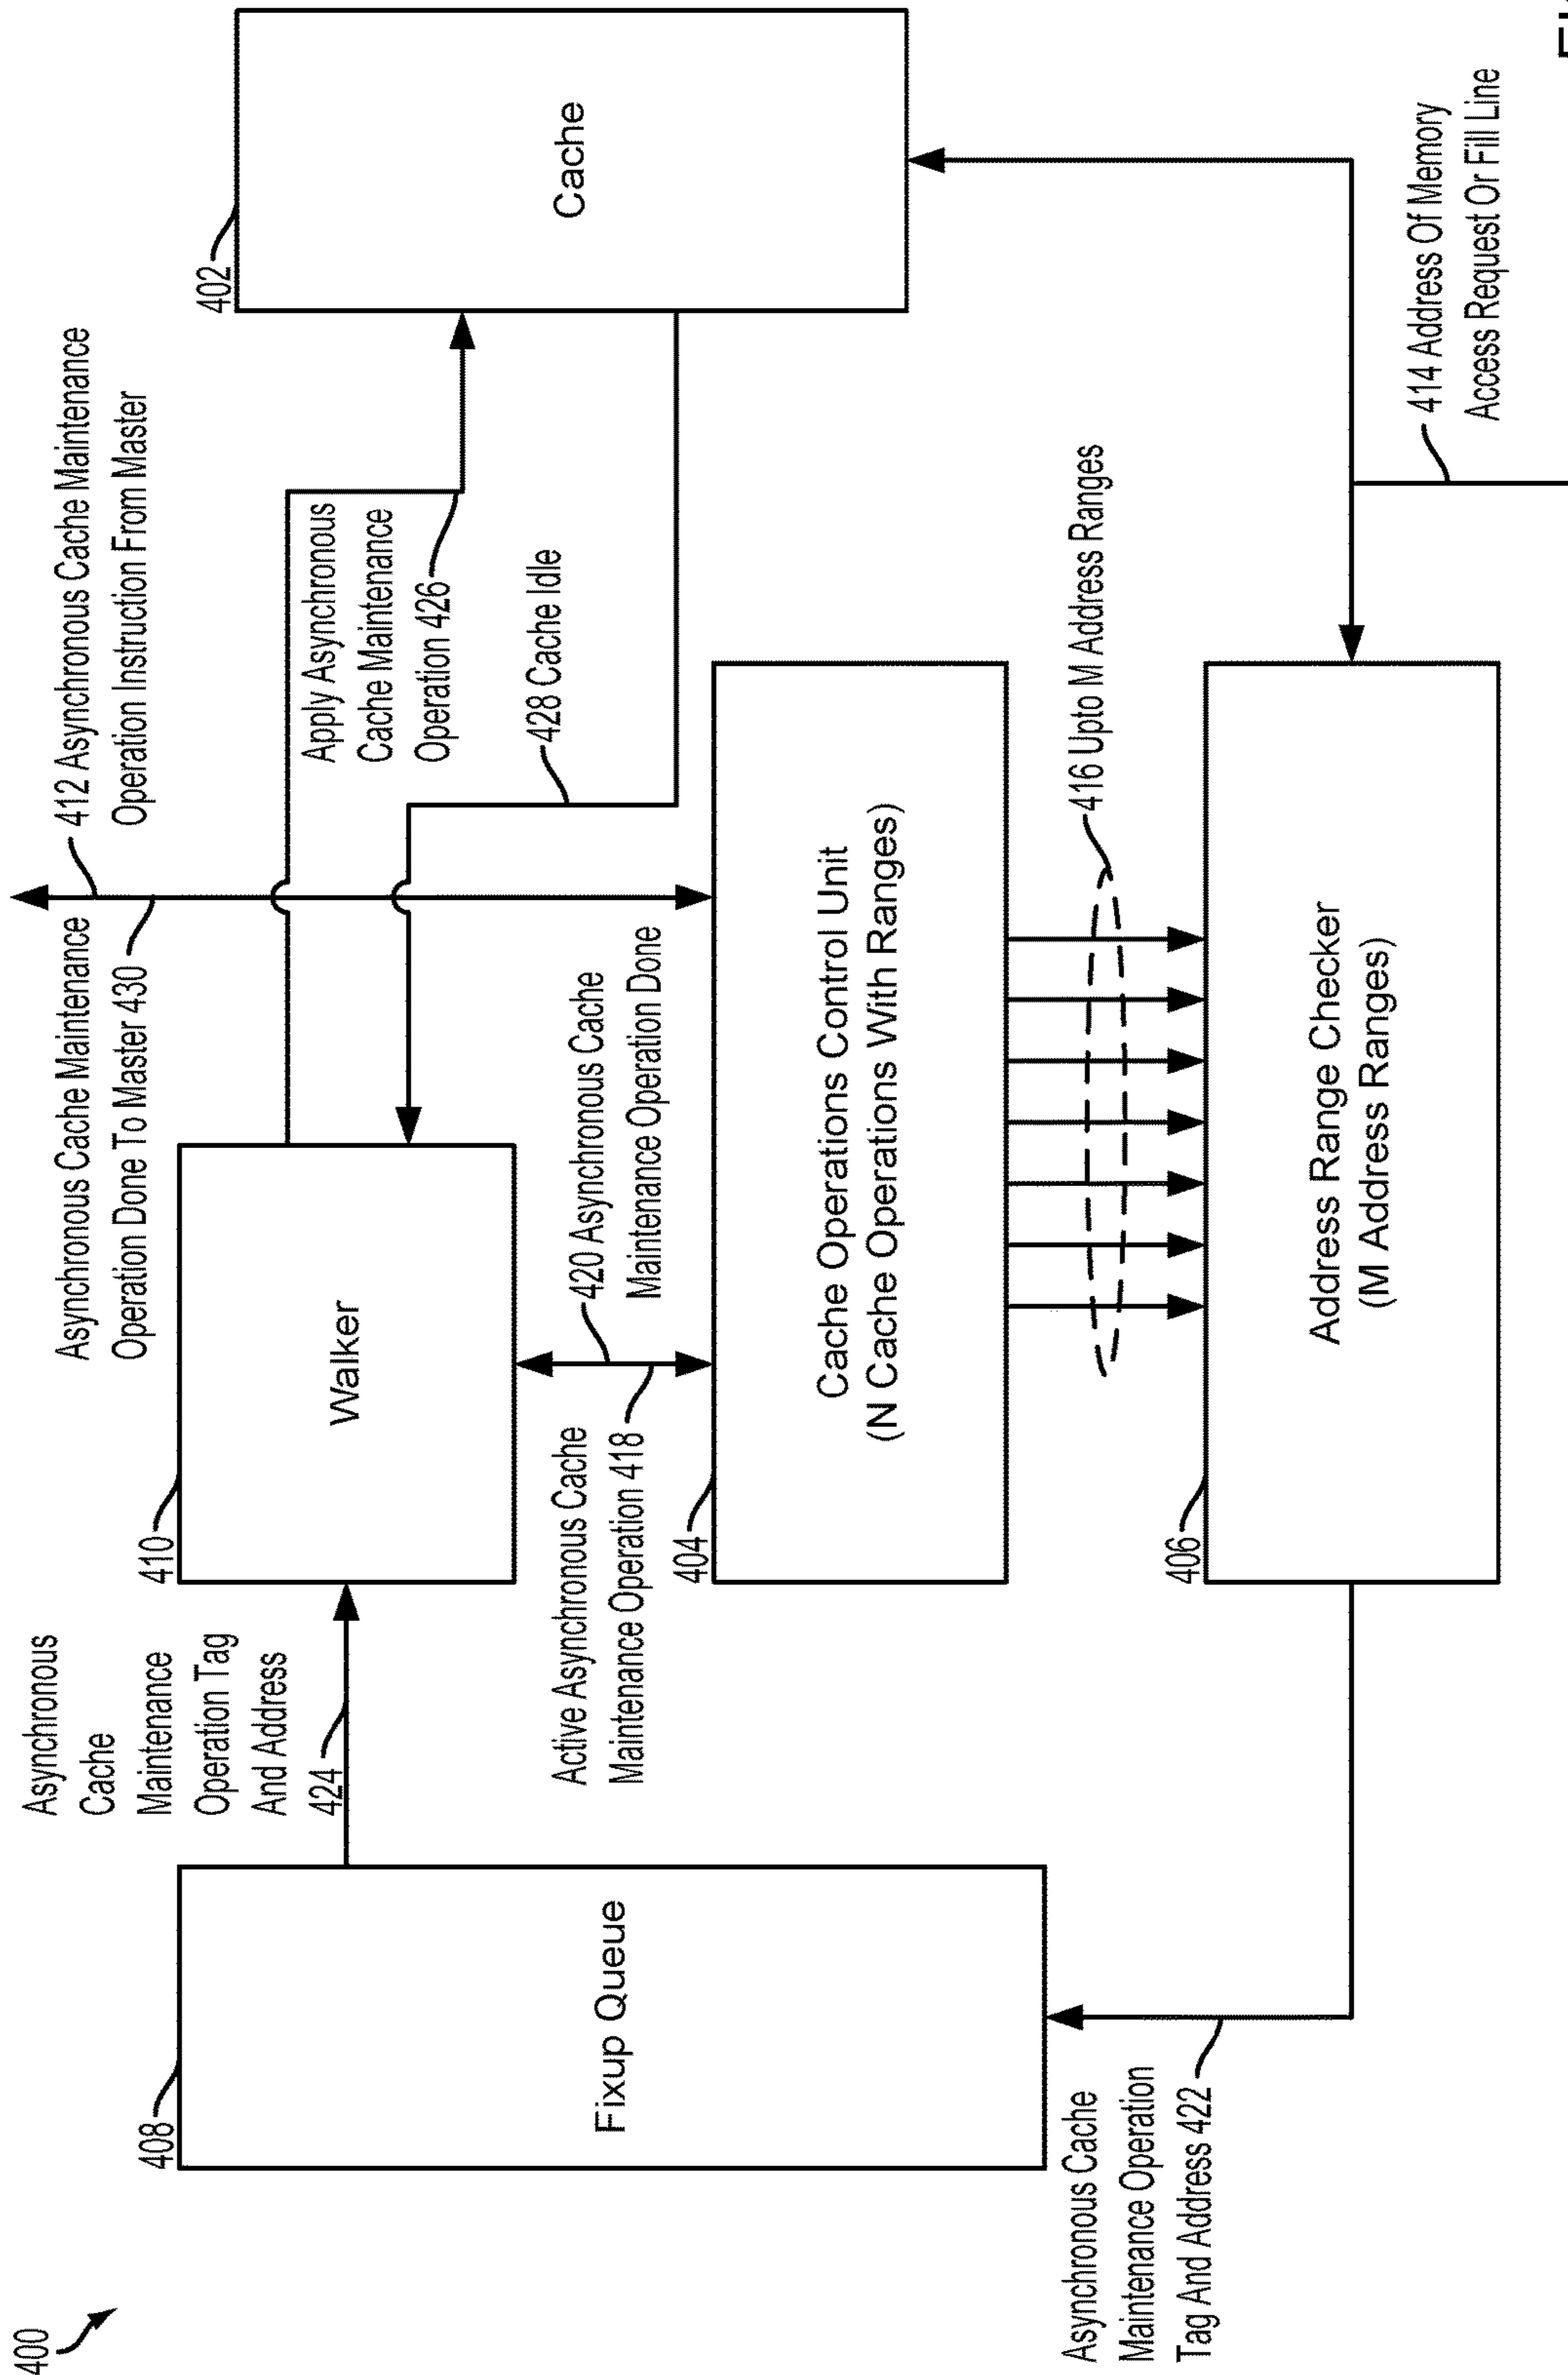 400
Asynchronous
Cache
Maintenance
Operation Tag
And Address
424
Asynchronous Cache Maintenance
Operation Done To Master 430
412 Asynchronous Cache Maintenance
Operation Instruction From Master
408
Fixup Queue
410
Walker
402
Cache
Apply Asynchronous
Cache Maintenance
Operation 426
428 Cache Idle
Active Asynchronous Cache
Maintenance Operation 418
420 Asynchronous Cache
Maintenance Operation Done
404
Cache Operations Control Unit
(N Cache Operations With Ranges)
416 Upto M Address Ranges
Asynchronous Cache
Maintenance Operation
Tag And Address 422
406
Address Range Checker
(M Address Ranges)
414 Address Of Memory
Access Request Or Fill Line